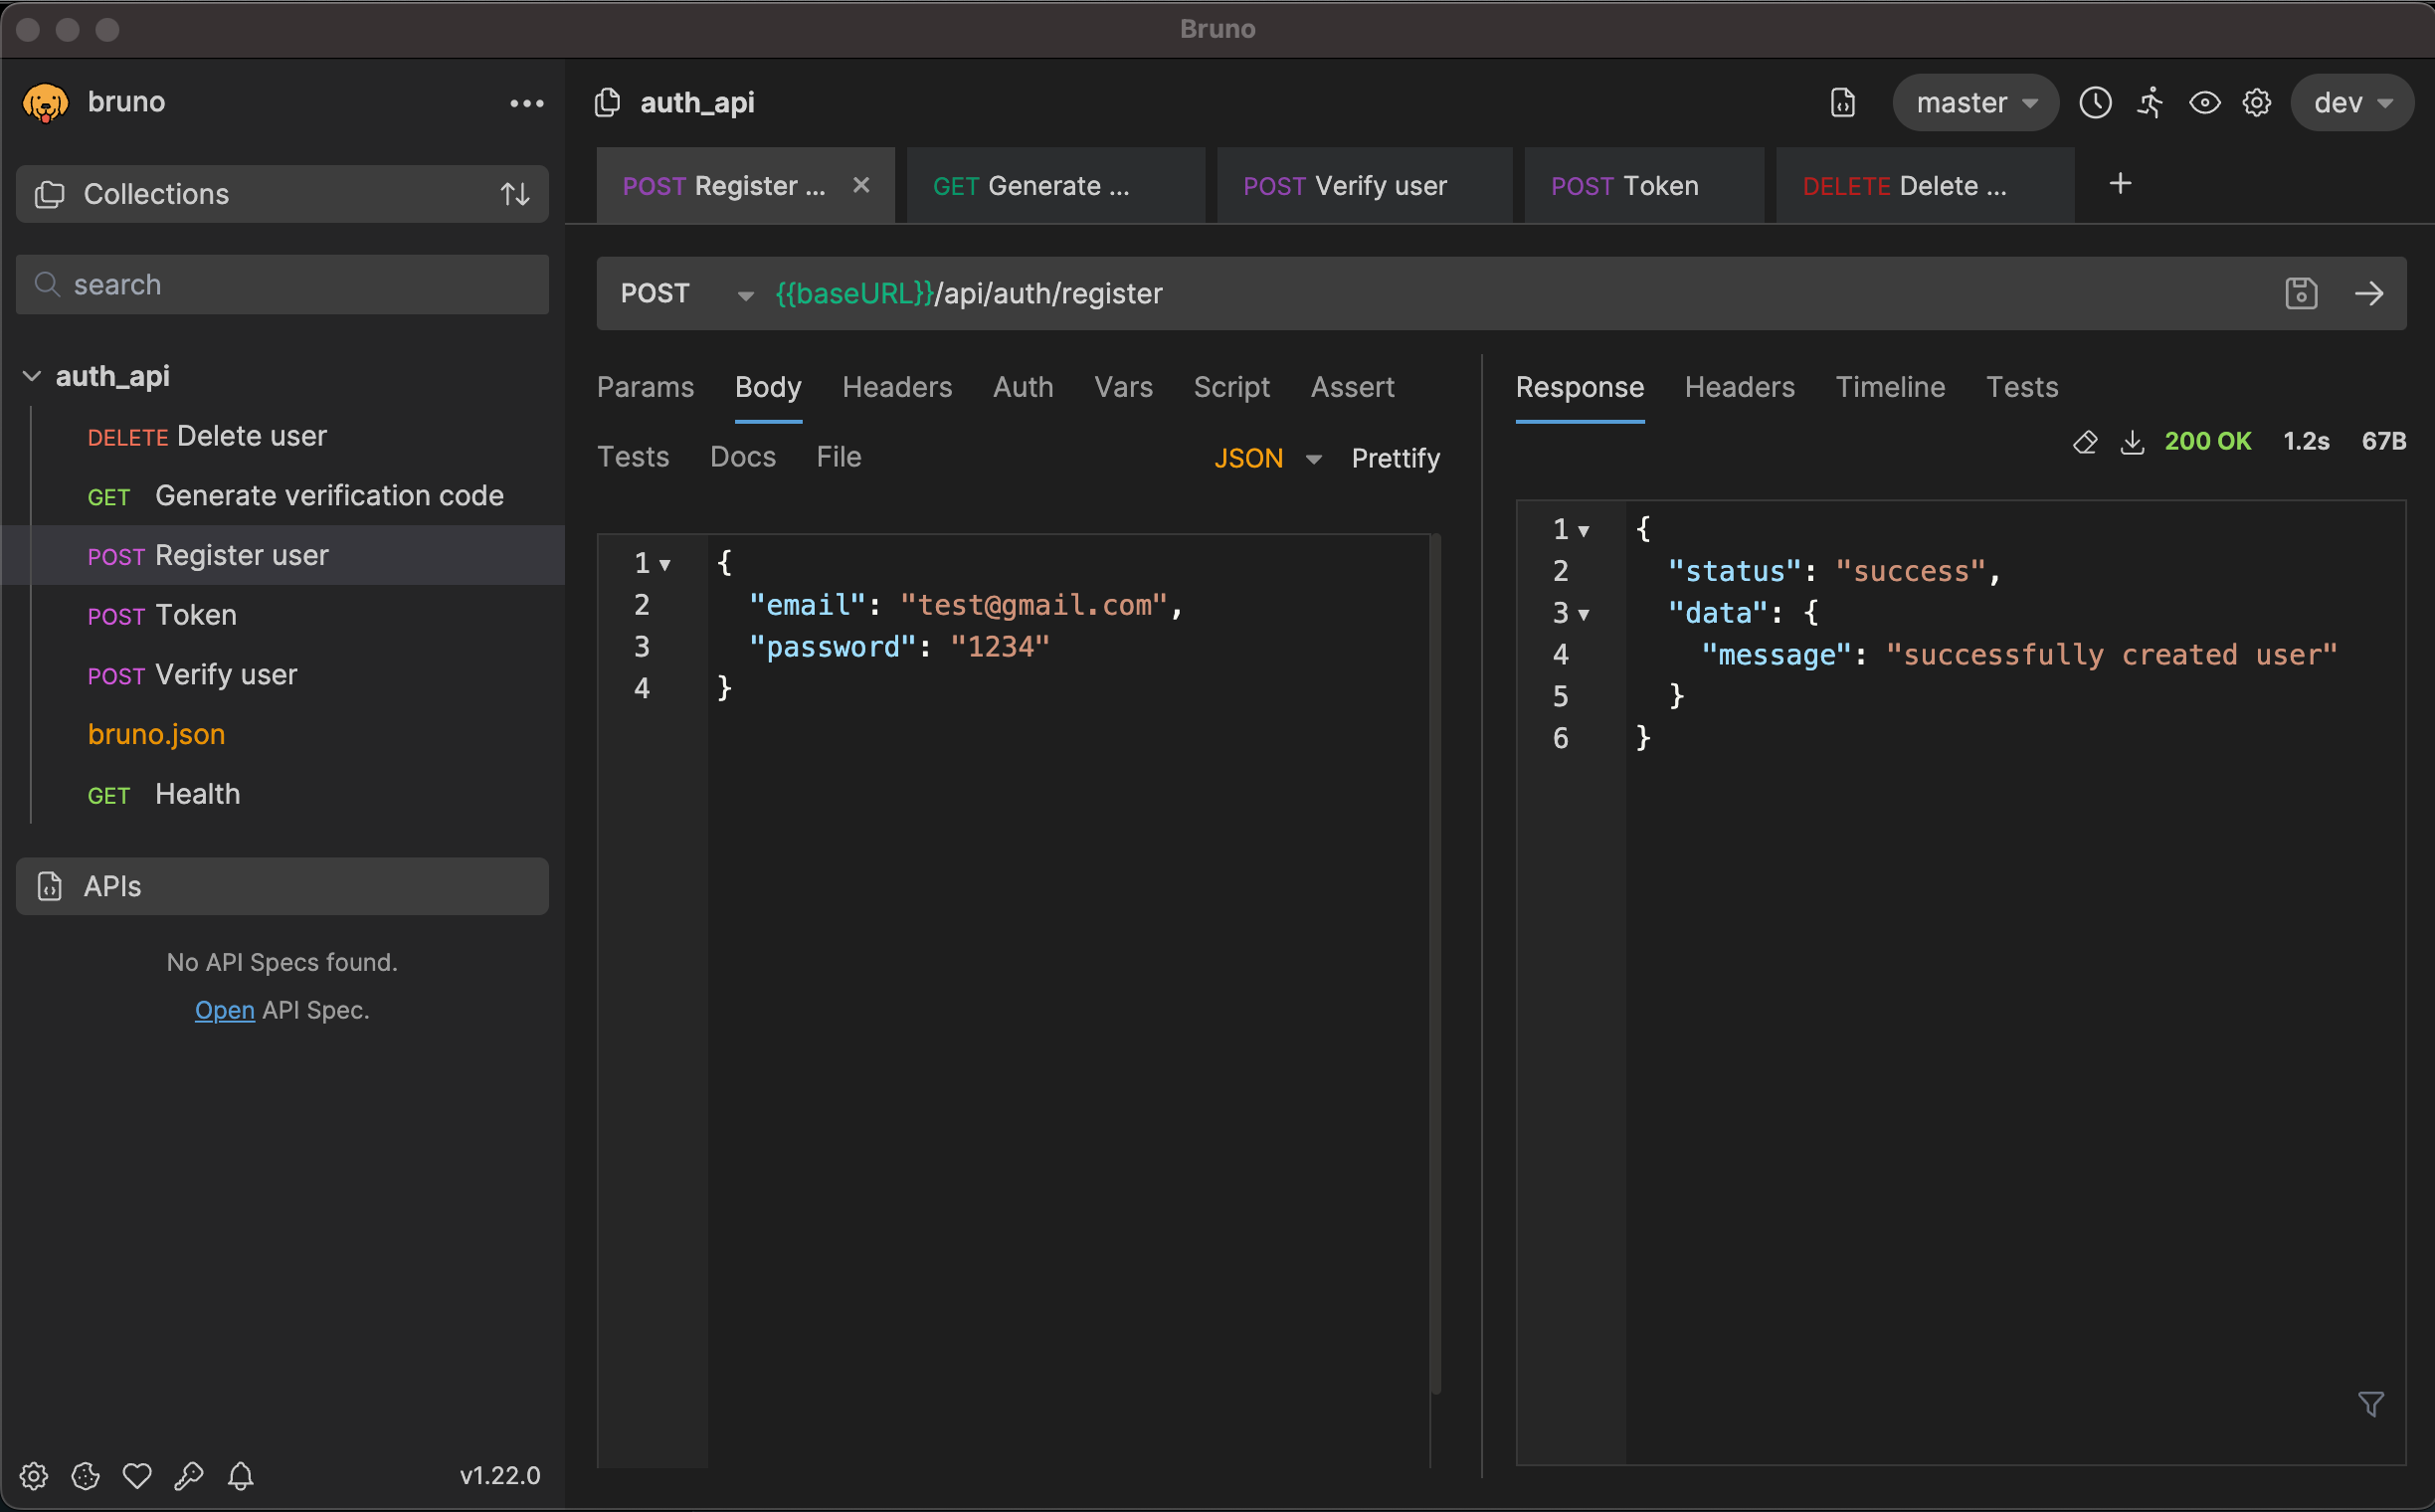 Bruno
bruno
Collections
search
auth_api
DELETE Delete user
GET Generate verification code
POST Register user
POST Token
POST Verify user
bruno.json
GET Health
APIs
No API Specs found.
Open API Spec.
v1.22.0
auth_api
master
dev
POST Register ...
GET Generate ...
POST Verify user
POST Token
DELETE Delete ...
POST {{baseURL}}/api/auth/register
Params Body Headers Auth Vars Script Assert
Tests Docs File JSON Prettify
1 {
2 "email": "test@gmail.com",
3 "password": "1234"
4 }
Response Headers Timeline Tests
200 OK 1.2s 67B
1 {
2 "status": "success",
3 "data": {
4 "message": "successfully created user"
5 }
6 }